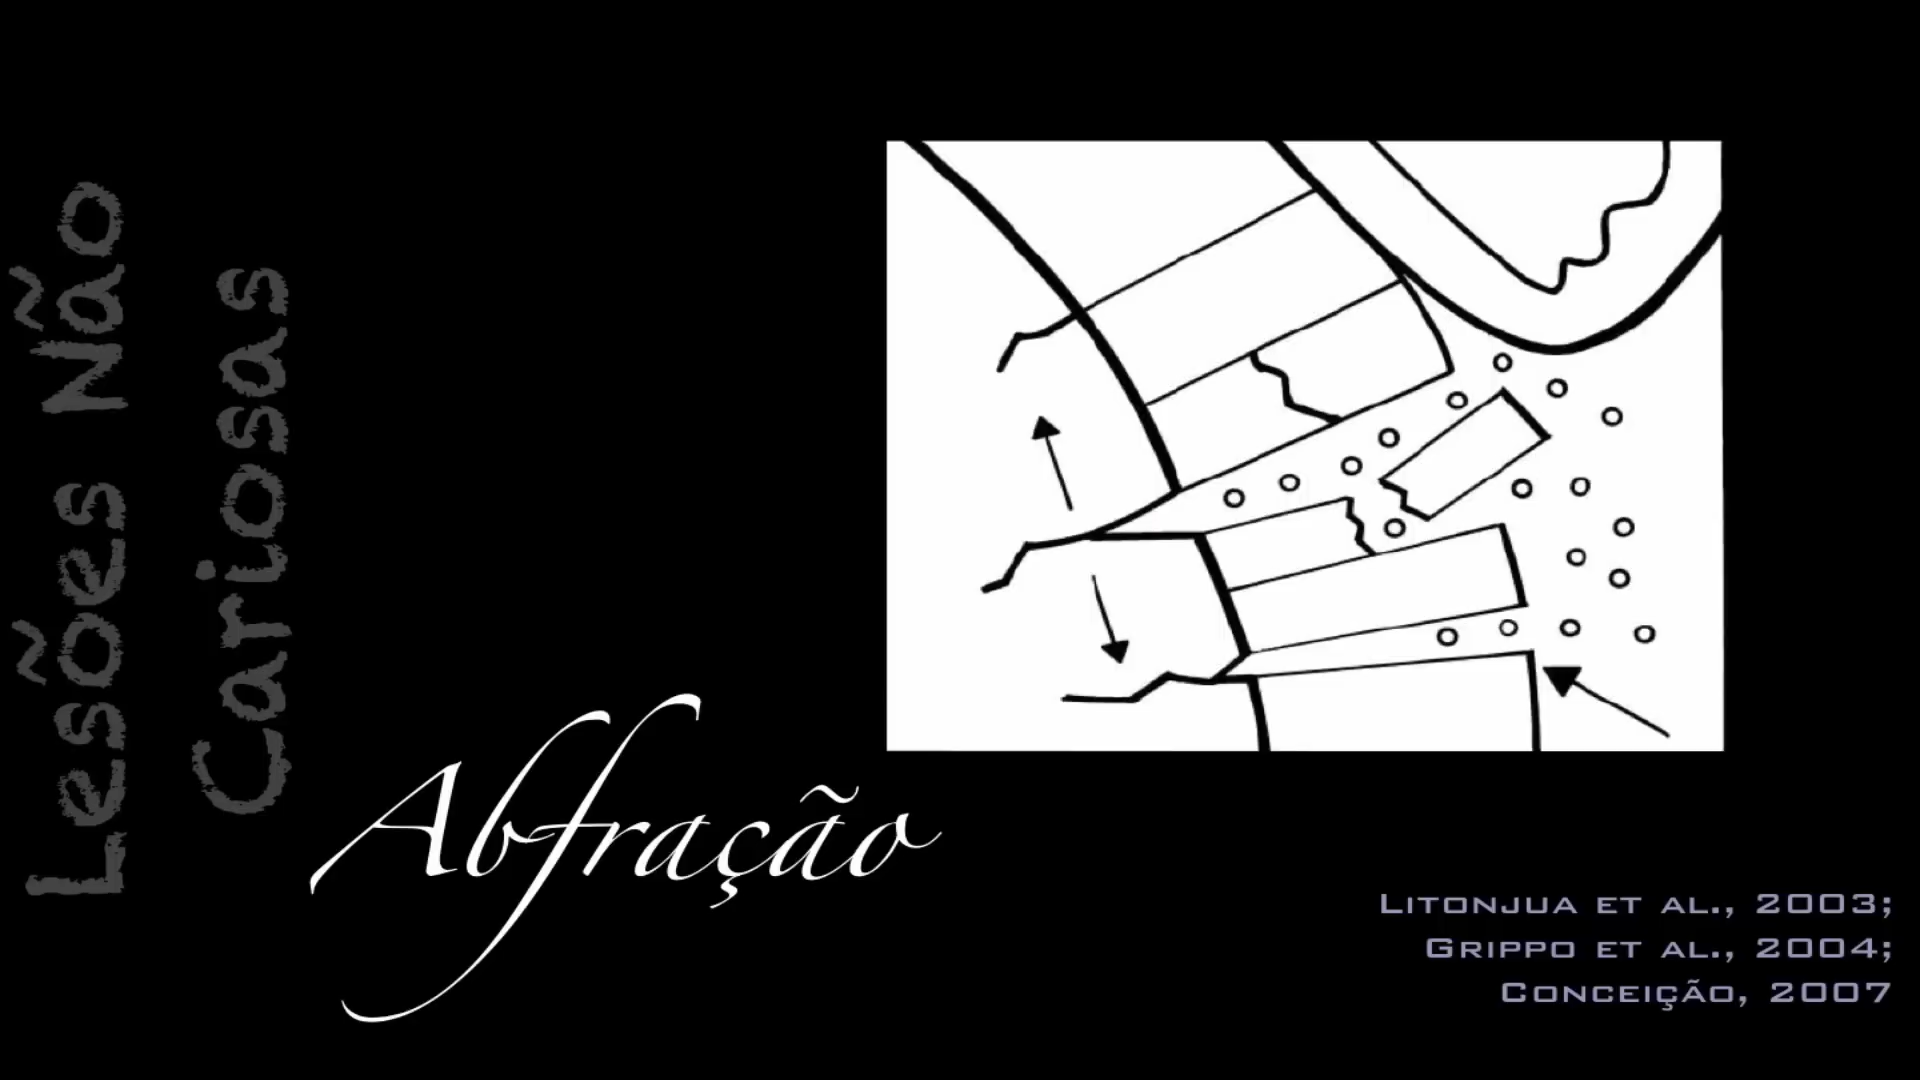 Lesões Não
Cariosas
Abfração
Litonjua et al., 2003;
Grippo et al., 2004;
Conceição, 2007